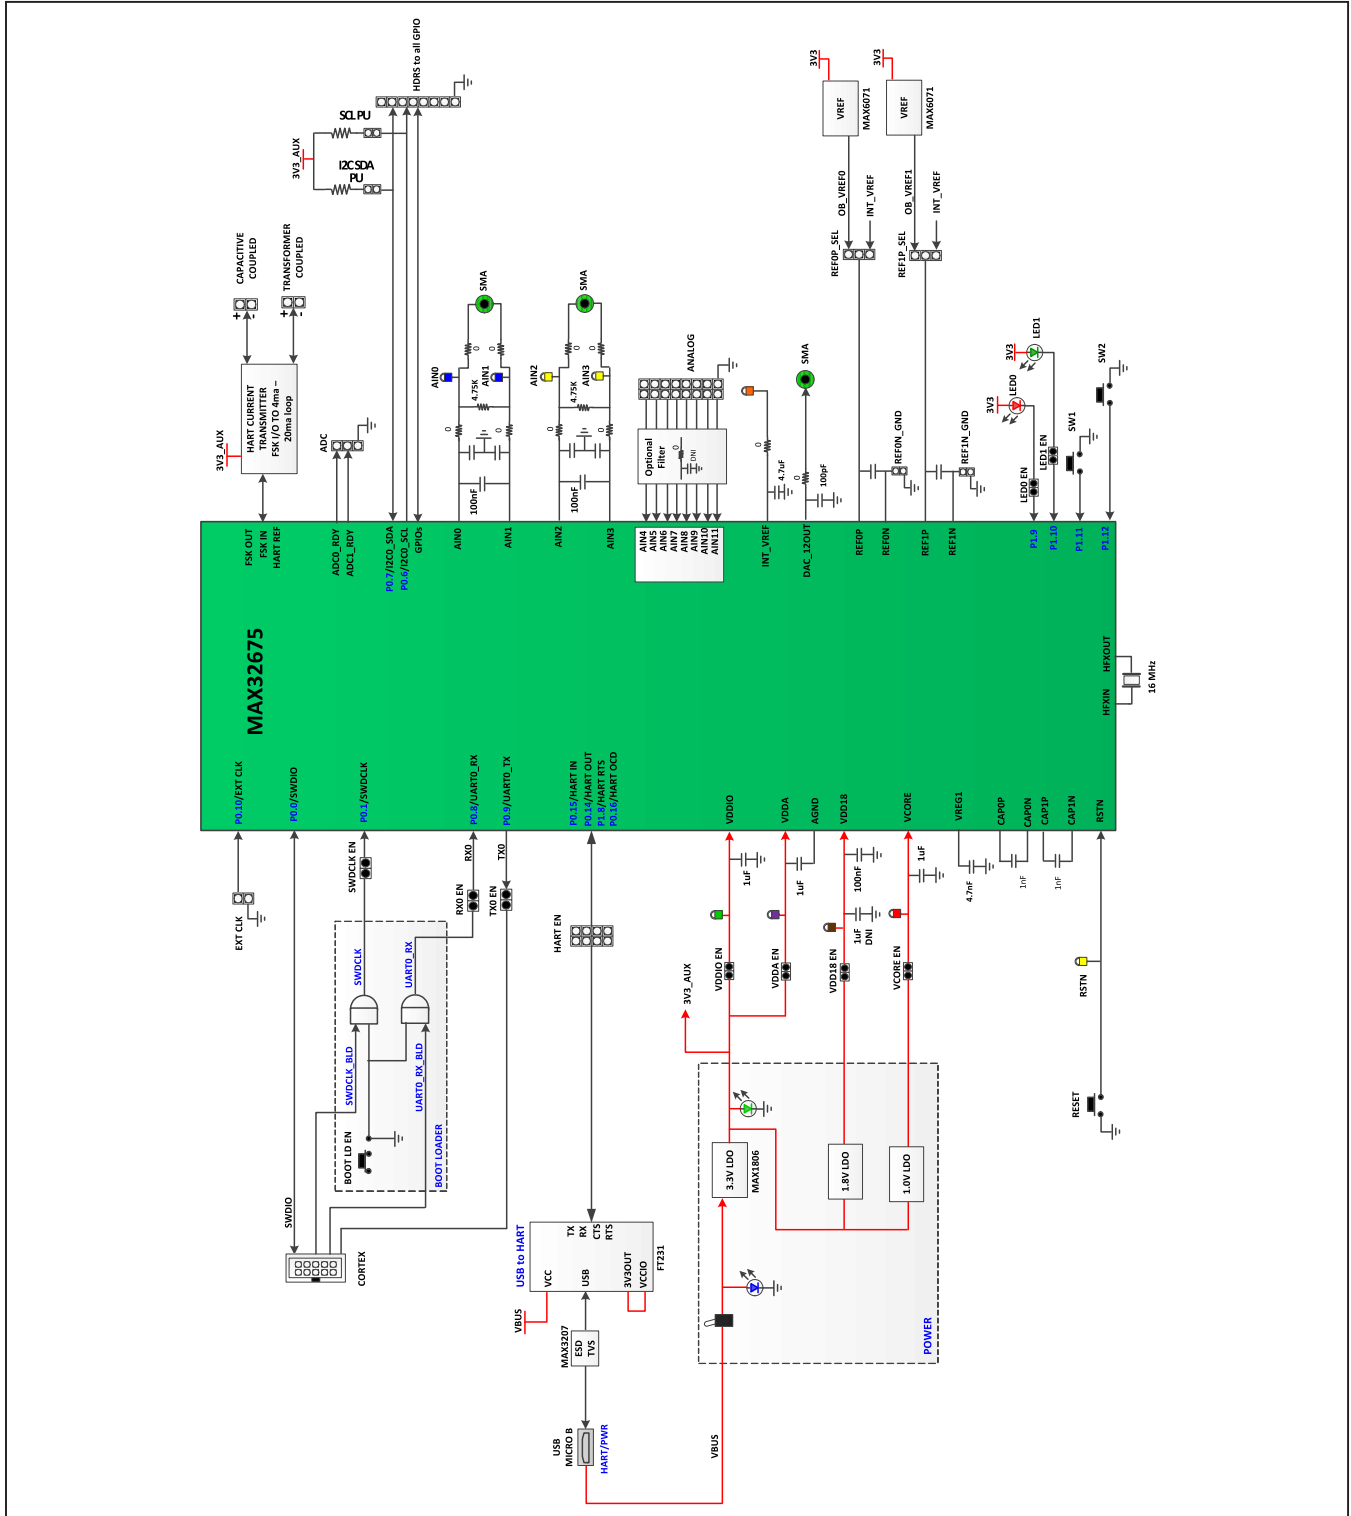 MAX32675
P0.10/EXT CLK
P0.0/SWDIO
P0.1/SWDCLK
P0.8/UART0_RX
P0.9/UART0_TX
P0.15/HART IN
P0.14/HART OUT
P1.8/HART RTS
P0.16/HART OCD
VDDIO
VDDA
AGND
VDD18
VCORE
VREG1
CAP0P
CAP0N
CAP1P
CAP1N
RSTN
FSK OUT
FSK IN
HART REF
ADC0_RDY
ADC1_RDY
P0.7/I2C0_SDA
P0.6/I2C0_SCL
GPIOs
AIN0
AIN1
AIN2
AIN3
AIN4
AIN5
AIN6
AIN7
AIN8
AIN9
AIN10
AIN11
INT_VREF
DAC_12OUT
REF0P
REF0N
REF1P
REF1N
P1.9
P1.10
P1.11
P1.12
HFXIN
HFXOUT
16 MHz
3V3_AUX
HART CURRENT
TRANSMITTER
FSK I/O TO 4ma –
20ma loop
+
-
CAPACITIVE
COUPLED
+
-
TRANSFORMER
COUPLED
ADC
3V3_AUX
SCL PU
I2C SDA
PU
HDRS to all GPIO
100nF
0
0
4.75K
AIN0
AIN1
0
0
SMA
100nF
0
0
4.75K
AIN2
AIN3
0
0
SMA
Optional
Filter
0
DNI
ANALOG
0
4.7uF
0
100pF
SMA
REF0P_SEL
OB_VREF0
INT_VREF
VREF
MAX6071
3V3
REF1P_SEL
OB_VREF1
INT_VREF
VREF
MAX6071
3V3
REF0N_GND
REF1N_GND
3V3
LED0
LED0 EN
3V3
LED1
LED1 EN
SW1
SW2
EXT CLK
SWDIO
SWDCLK EN
SWDCLK
UART0_RX
SWDCLK_BLD
UART0_RX_BLD
BOOT LD EN
BOOT LOADER
RX0
RX0 EN
TX0
TX0 EN
CORTEX
HART EN
USB to HART
TX
RX
CTS
RTS
VCC
USB
3V3OUT
VCCIO
FT231
VBUS
MAX3207
ESD
TVS
USB
MICRO B
HART/PWR
VBUS
POWER
3.3V LDO
MAX1806
1.8V LDO
1.0V LDO
3V3_AUX
VDDIO EN
VDDA EN
VDD18 EN
VCORE EN
1uF
1uF
100nF
1uF
DNI
1uF
4.7nF
1nF
1nF
RSTN
RESET